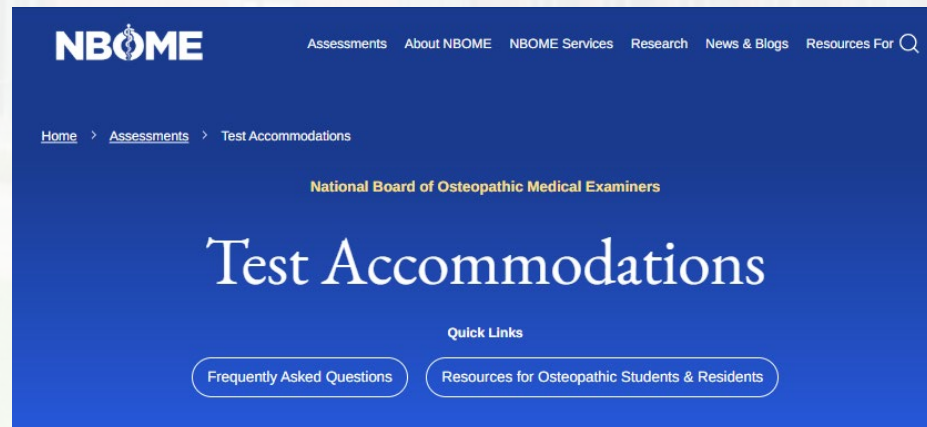 NBOME
Assessments About NBOME NBOME Services Research News & Blogs Resources For
Home > Assessments > Test Accommodations
National Board of Osteopathic Medical Examiners
Test Accommodations
Quick Links
Frequently Asked Questions Resources for Osteopathic Students & Residents